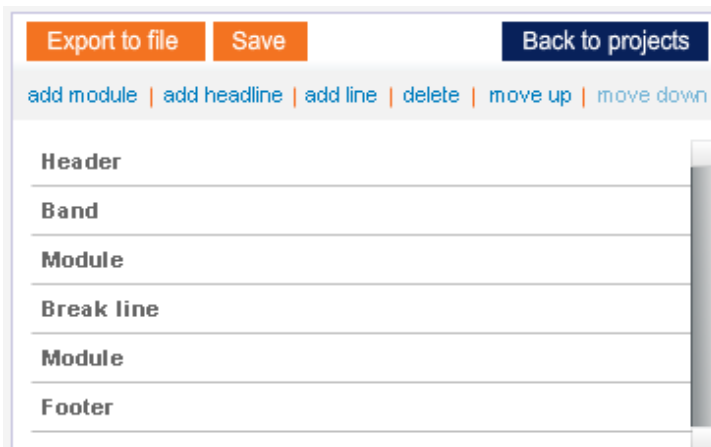 Export to file Save Back to projects
add module | add headline | add line | delete | move up | move down
Header
Band
Module
Break line
Module
Footer